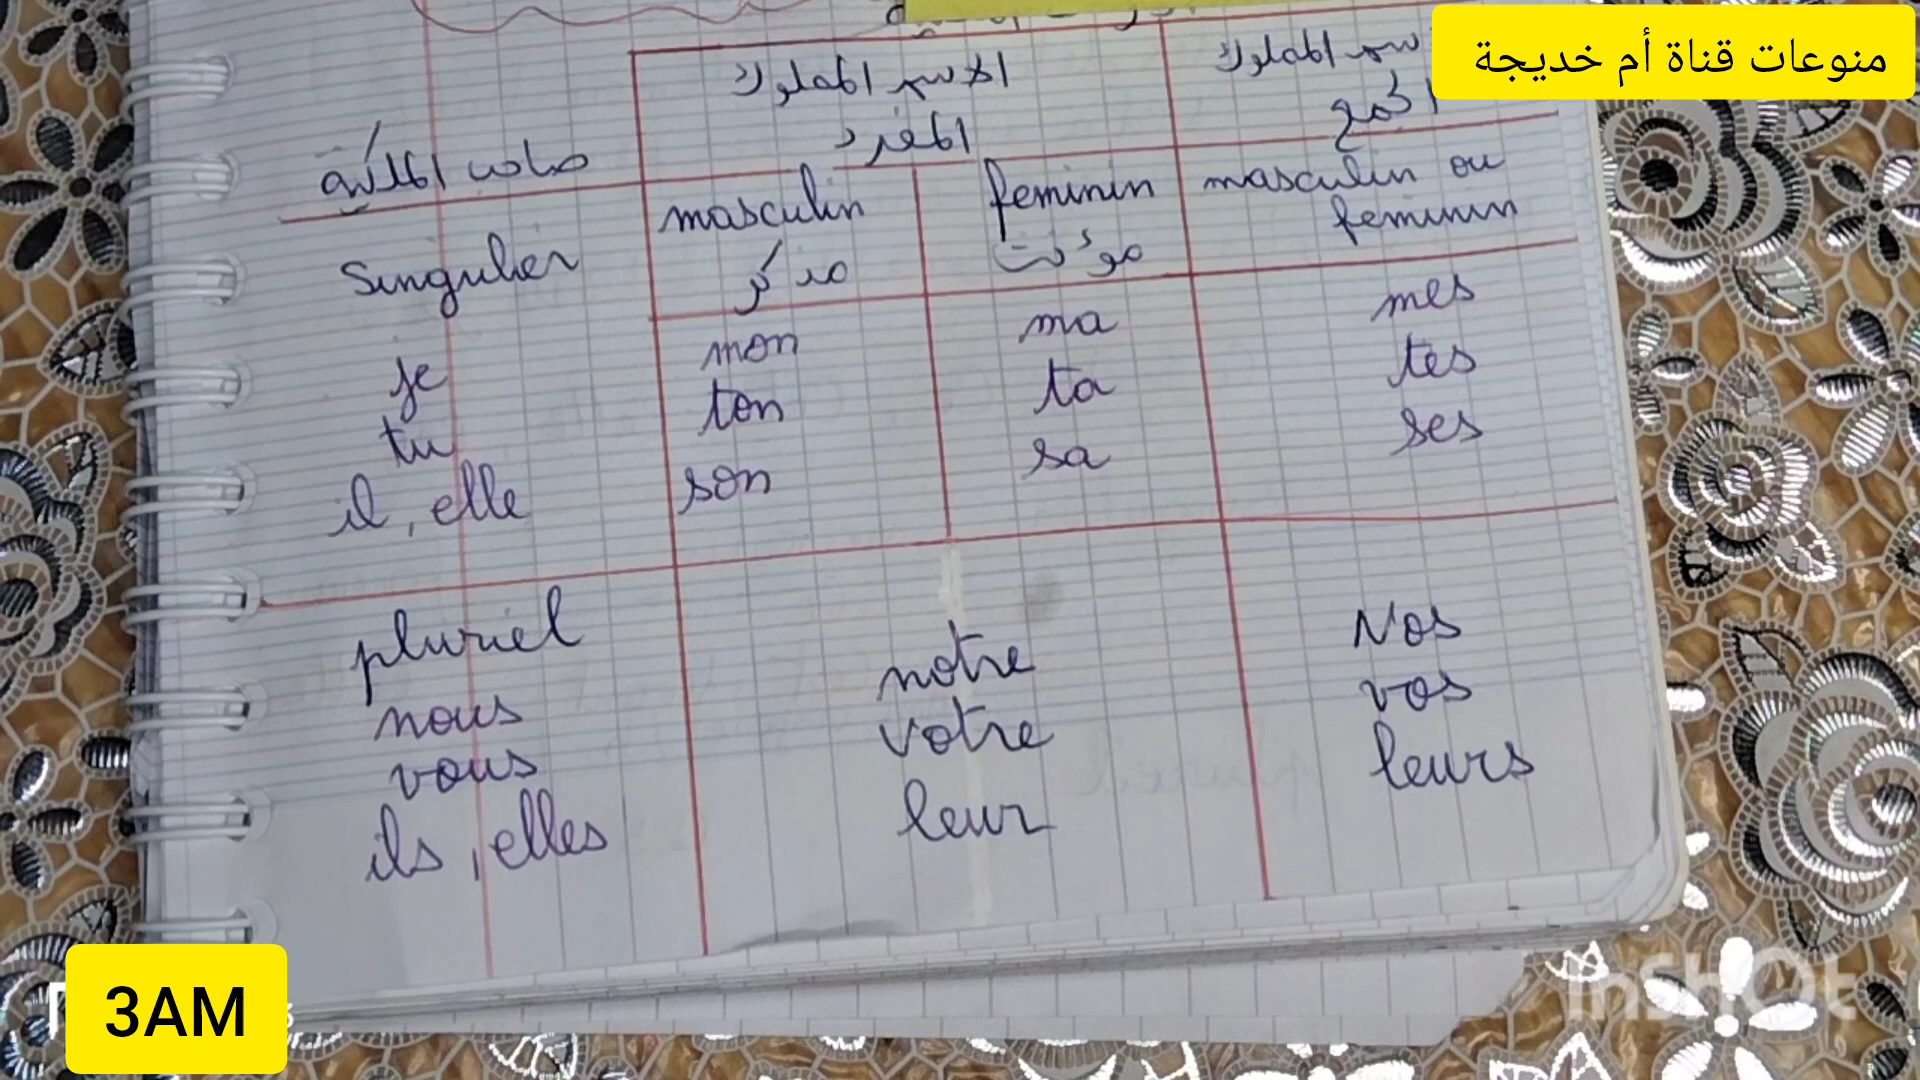 منوعات قناة أم خديجة
الاسم المملوك
المفرد
سم المملوك
الجمع
صاحب الملكية
masculin
مذكر
feminin
مؤنث
masculin ou
feminin
Singulier
je mon ma mes
tu ton ta tes
il, elle son sa ses
pluriel
nous notre Nos
vous votre vos
ils, elles leur leurs
3AM
InShOt